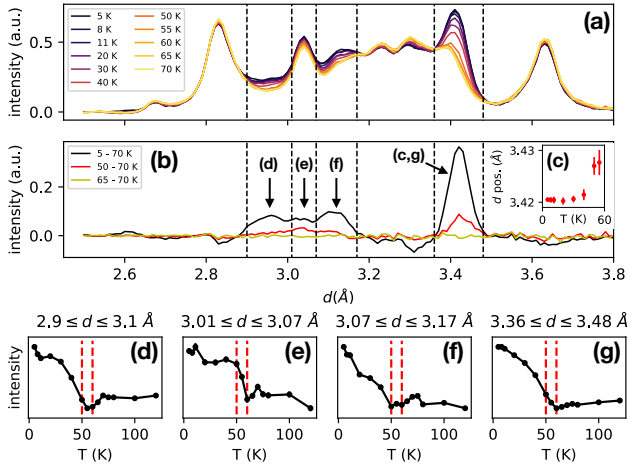 (a)
intensity (a.u.)
0.5
0.0
5 K
8 K
11 K
20 K
30 K
40 K
50 K
55 K
60 K
65 K
70 K
(b)
intensity (a.u.)
0.2
0.0
5 - 70 K
50 - 70 K
65 - 70 K
(d)
(e)
(f)
(c,g)
(c)
d pos. (Å)
3.43
3.42
0 T (K) 60
2.6 2.8 3.0 3.2 3.4 3.6 3.8
d(Å)
2.9 ≤ d ≤ 3.1 Å
3.01 ≤ d ≤ 3.07 Å
3.07 ≤ d ≤ 3.17 Å
3.36 ≤ d ≤ 3.48 Å
(d)
(e)
(f)
(g)
intensity
0 50 100
0 50 100
0 50 100
0 50 100
T (K)
T (K)
T (K)
T (K)